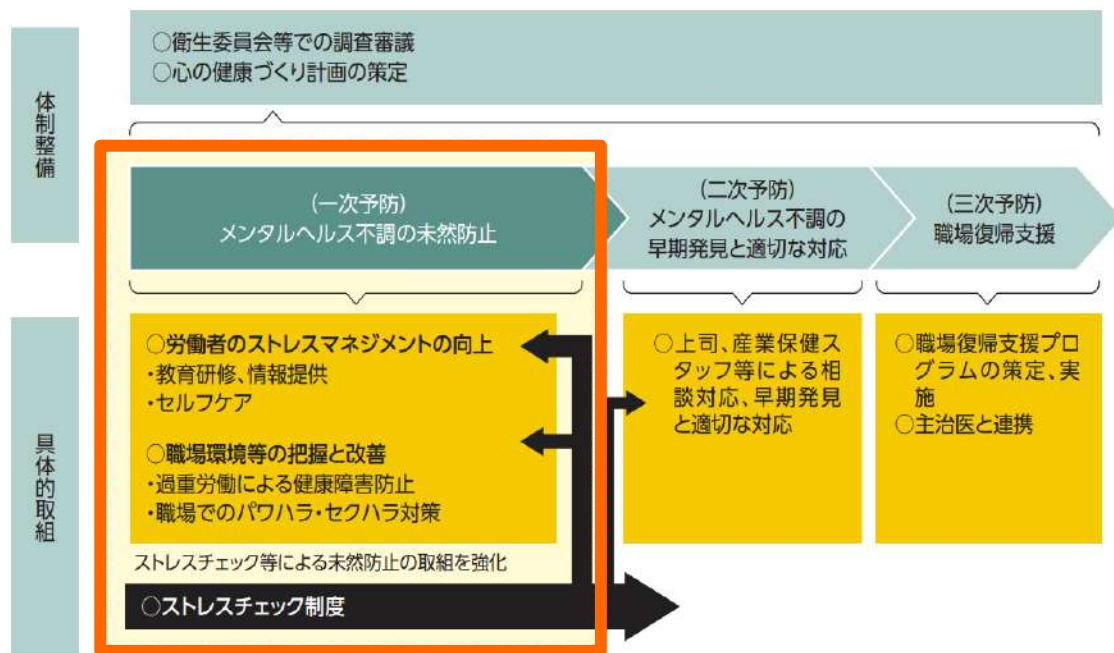 体制整備
○衛生委員会等での調査審議
○心の健康づくり計画の策定
(一次予防)
メンタルヘルス不調の未然防止
(二次予防)
メンタルヘルス不調の
早期発見と適切な対応
(三次予防)
職場復帰支援
具体的取組
○労働者のストレスマネジメントの向上
・教育研修、情報提供
・セルフケア
○職場環境等の把握と改善
・過重労働による健康障害防止
・職場でのパワハラ・セクハラ対策
ストレスチェック等による未然防止の取組を強化
○ストレスチェック制度
○上司、産業保健ス
タッフ等による相
談対応、早期発見
と適切な対応
○職場復帰支援プロ
グラムの策定、実
施
○主治医と連携